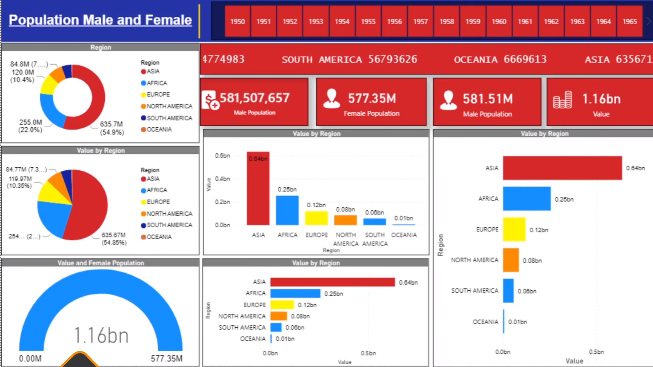 Population Male and Female
1950 1951 1952 1953 1954 1955 1956 1957 1958 1959 1960 1961 1962 1963 1964 1965
4774983 SOUTH AMERICA 56793626 OCEANIA 6669613 ASIA 635671
581,507,657
Male Population
577.35M
Female Population
581.51M
Male Population
1.16bn
Value
Region
84.8M (7....)
120.0M
(10.4%)
255.0M
(22.0%)
635.7M
(54.9%)
Region
ASIA
AFRICA
EUROPE
NORTH AMERICA
SOUTH AMERICA
OCEANIA
Value by Region
84.77M (7.3...)
119.97M
(10.35%)
254... (2...)
635.67M
(54.85%)
Region
ASIA
AFRICA
EUROPE
NORTH AMERICA
SOUTH AMERICA
OCEANIA
Value and Female Population
1.16bn
0.00M
577.35M
Value by Region
Value
0.6bn
0.4bn
0.2bn
0.0bn
0.64bn
0.25bn
0.12bn
0.08bn
0.06bn
0.01bn
ASIA AFRICA EUROPE NORTH AMERICA SOUTH AMERICA OCEANIA
Region
Value by Region
Region
ASIA 0.64bn
AFRICA 0.25bn
EUROPE 0.12bn
NORTH AMERICA 0.08bn
SOUTH AMERICA 0.06bn
OCEANIA 0.01bn
0.0bn 0.5bn
Value
Value by Region
Region
ASIA 0.64bn
AFRICA 0.25bn
EUROPE 0.12bn
NORTH AMERICA 0.08bn
SOUTH AMERICA 0.06bn
OCEANIA 0.01bn
0.0bn 0.5bn
Value